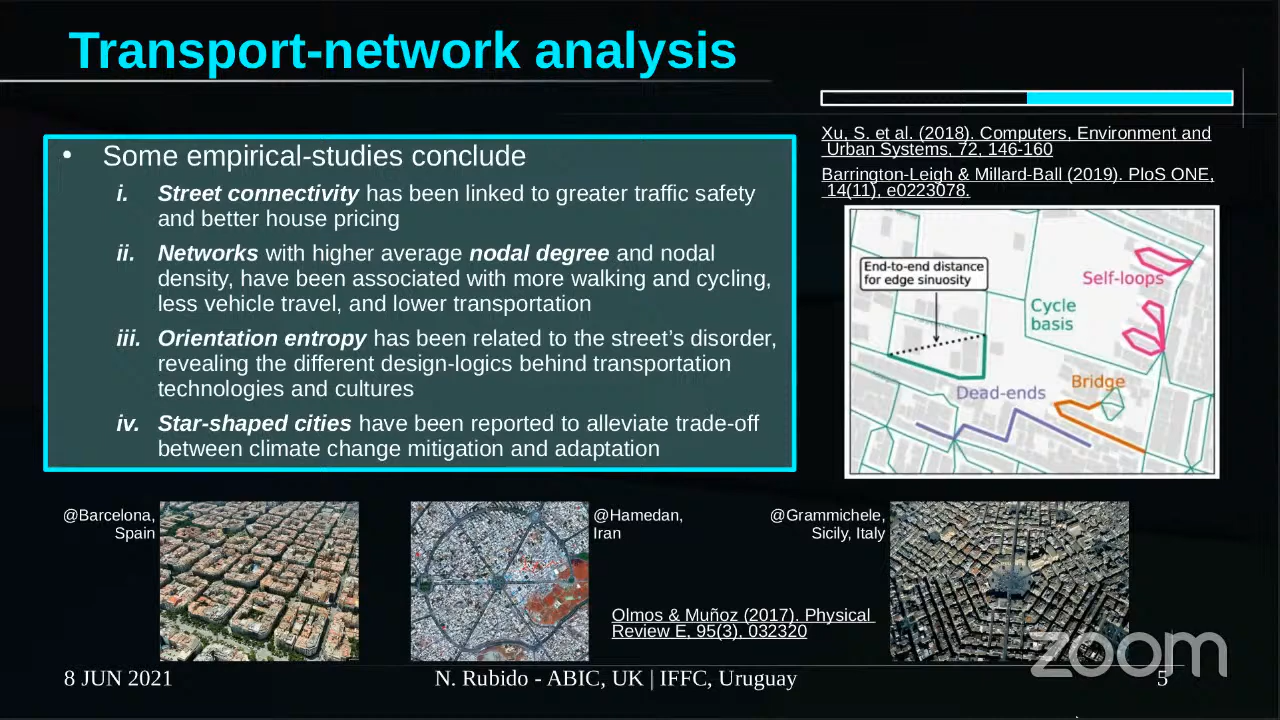 Transport-network analysis
Xu, S. et al. (2018). Computers, Environment and
Urban Systems, 72, 146-160
Barrington-Leigh & Millard-Ball (2019). PloS ONE,
14(11), e0223078.
• Some empirical-studies conclude
i. Street connectivity has been linked to greater traffic safety
and better house pricing
ii. Networks with higher average nodal degree and nodal
density, have been associated with more walking and cycling,
less vehicle travel, and lower transportation
iii. Orientation entropy has been related to the street's disorder,
revealing the different design-logics behind transportation
technologies and cultures
iv. Star-shaped cities have been reported to alleviate trade-off
between climate change mitigation and adaptation
End-to-end distance
for edge sinuosity
Self-loops
Cycle
basis
Dead-ends
Bridge
@Barcelona,
Spain
@Hamedan,
Iran
@Grammichele,
Sicily, Italy
Olmos & Muñoz (2017). Physical
Review E, 95(3), 032320
zoom
8 JUN 2021
N. Rubido - ABIC, UK | IFFC, Uruguay
5